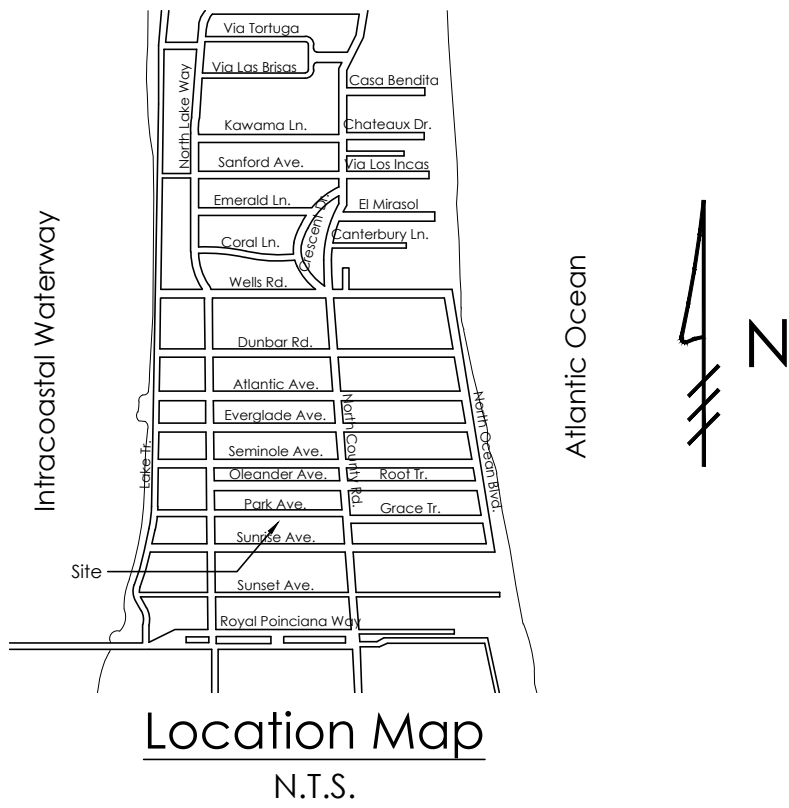 Via Tortuga
Via Las Brisas
North Lake Way
Casa Bendita
Kawama Ln.
Chateaux Dr.
Sanford Ave.
Via Los Incas
Emerald Ln.
Crescent Dr.
El Mirasol
Coral Ln.
Canterbury Ln.
Wells Rd.
Intracoastal Waterway
Atlantic Ocean
N
Dunbar Rd.
Atlantic Ave.
North County Rd.
North Ocean Blvd.
Everglade Ave.
Lake Tr.
Seminole Ave.
Oleander Ave.
Root Tr.
Park Ave.
Grace Tr.
Sunrise Ave.
Site
Sunset Ave.
Royal Poinciana Way
Location Map
N.T.S.